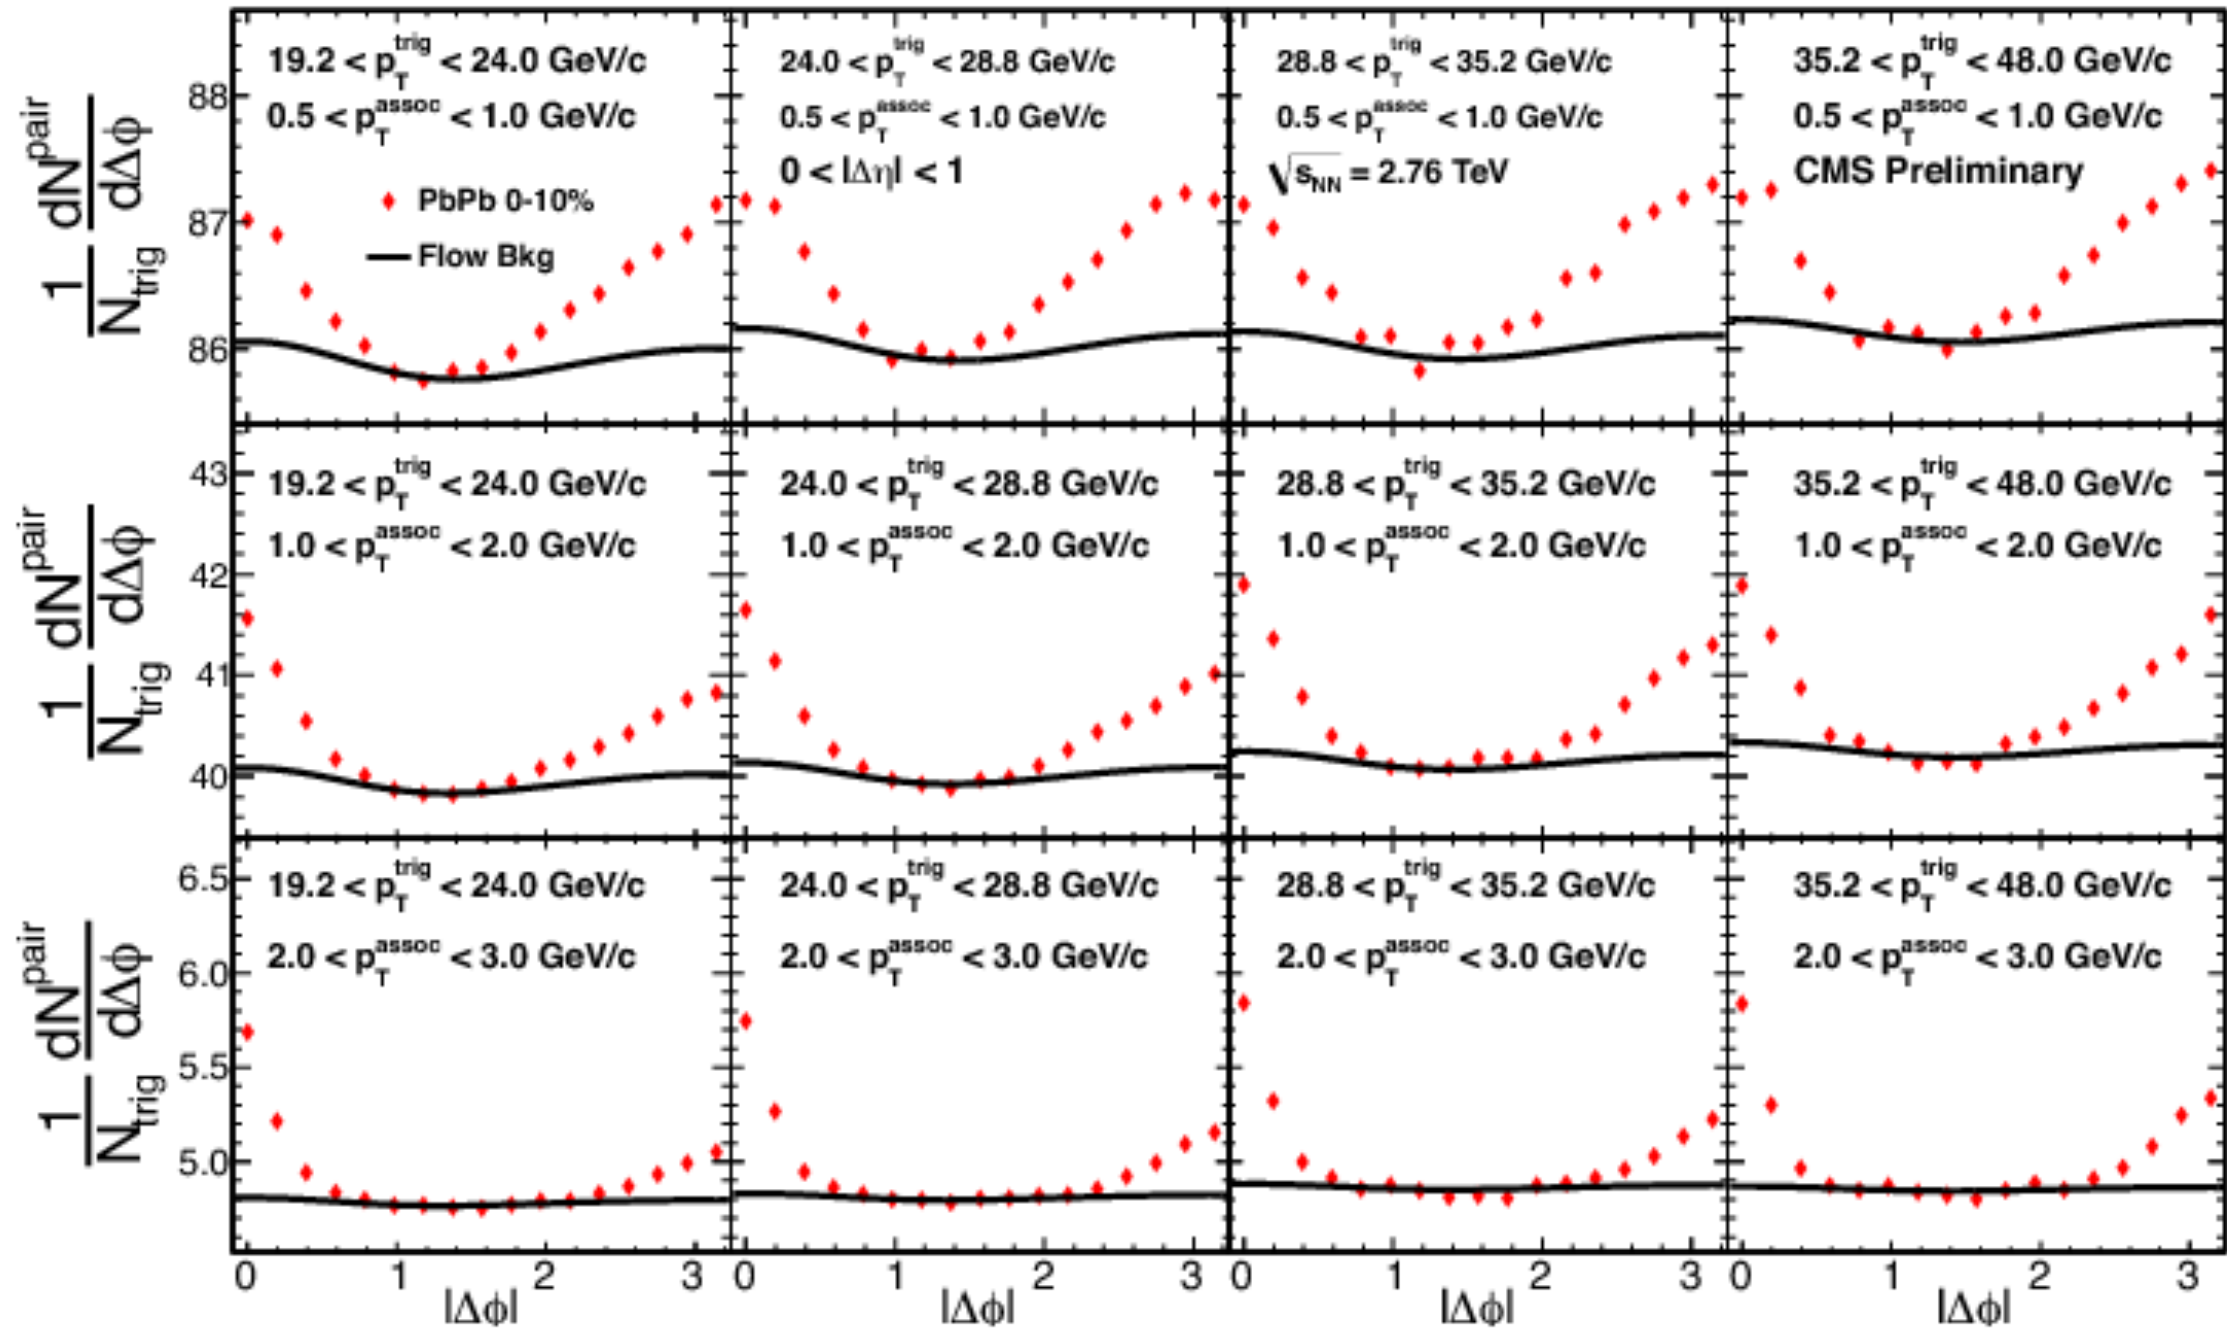 1/N_trig dN^pair/dΔϕ
88
87
86
19.2 < p_T^trig < 24.0 GeV/c
0.5 < p_T^assoc < 1.0 GeV/c
PbPb 0-10%
Flow Bkg
24.0 < p_T^trig < 28.8 GeV/c
0.5 < p_T^assoc < 1.0 GeV/c
0 < |Δη| < 1
28.8 < p_T^trig < 35.2 GeV/c
0.5 < p_T^assoc < 1.0 GeV/c
√s_NN = 2.76 TeV
35.2 < p_T^trig < 48.0 GeV/c
0.5 < p_T^assoc < 1.0 GeV/c
CMS Preliminary
1/N_trig dN^pair/dΔϕ
43
42
41
40
19.2 < p_T^trig < 24.0 GeV/c
1.0 < p_T^assoc < 2.0 GeV/c
24.0 < p_T^trig < 28.8 GeV/c
1.0 < p_T^assoc < 2.0 GeV/c
28.8 < p_T^trig < 35.2 GeV/c
1.0 < p_T^assoc < 2.0 GeV/c
35.2 < p_T^trig < 48.0 GeV/c
1.0 < p_T^assoc < 2.0 GeV/c
1/N_trig dN^pair/dΔϕ
6.5
6.0
5.5
5.0
19.2 < p_T^trig < 24.0 GeV/c
2.0 < p_T^assoc < 3.0 GeV/c
24.0 < p_T^trig < 28.8 GeV/c
2.0 < p_T^assoc < 3.0 GeV/c
28.8 < p_T^trig < 35.2 GeV/c
2.0 < p_T^assoc < 3.0 GeV/c
35.2 < p_T^trig < 48.0 GeV/c
2.0 < p_T^assoc < 3.0 GeV/c
0 1 2 3 0 1 2 3 0 1 2 3 0 1 2 3
|Δϕ| |Δϕ| |Δϕ| |Δϕ|